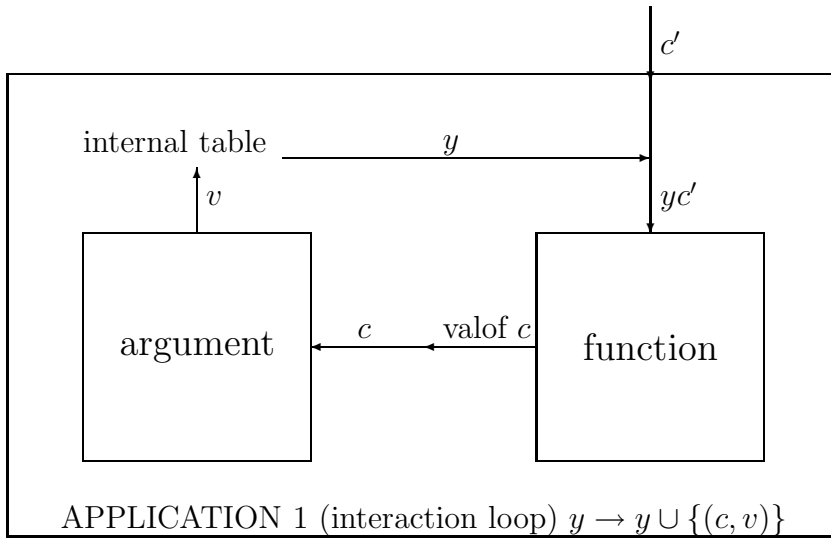 c′
internal table
y
v
yc′
argument
c
valof c
function
APPLICATION 1 (interaction loop) y → y ∪ {(c, v)}